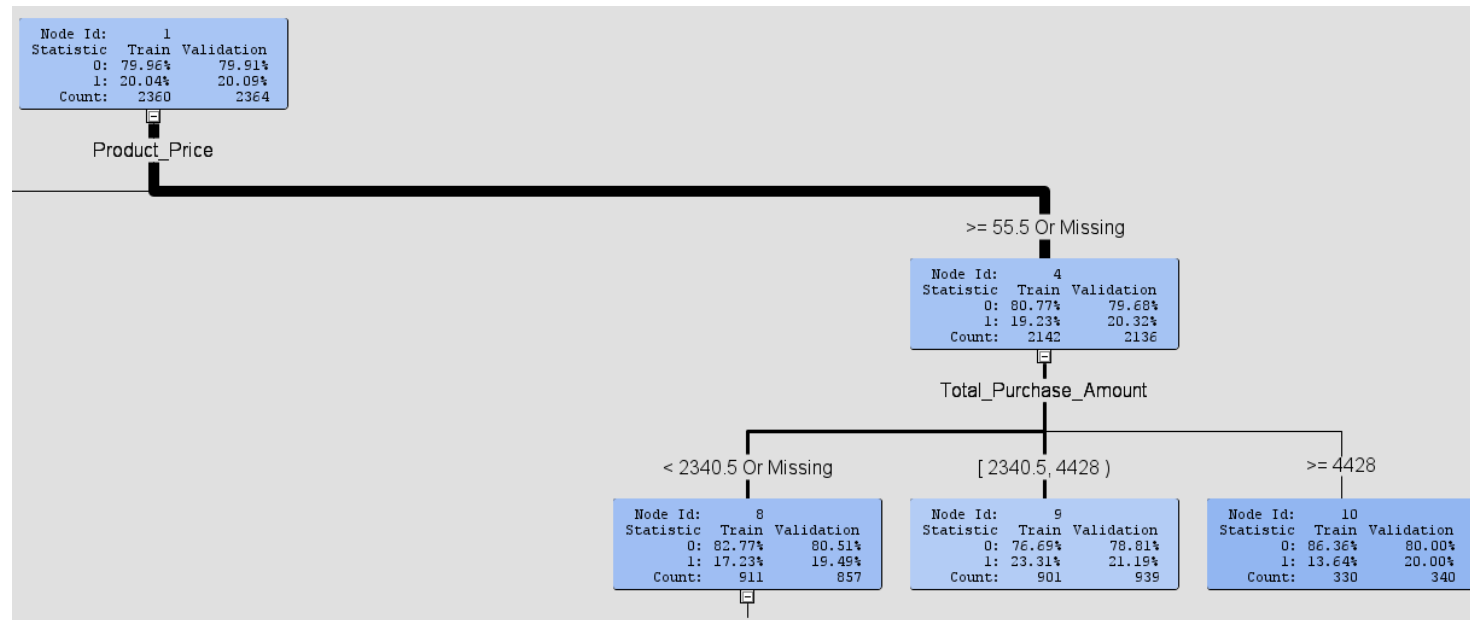 Node Id: 1
Statistic Train Validation
0: 79.96% 79.91%
1: 20.04% 20.09%
Count: 2360 2364
Product_Price
>= 55.5 Or Missing
Node Id: 4
Statistic Train Validation
0: 80.77% 79.68%
1: 19.23% 20.32%
Count: 2142 2136
Total_Purchase_Amount
< 2340.5 Or Missing
[ 2340.5, 4428 )
>= 4428
Node Id: 8
Statistic Train Validation
0: 82.77% 80.51%
1: 17.23% 19.49%
Count: 911 857
Node Id: 9
Statistic Train Validation
0: 76.69% 78.81%
1: 23.31% 21.19%
Count: 901 939
Node Id: 10
Statistic Train Validation
0: 86.36% 80.00%
1: 13.64% 20.00%
Count: 330 340